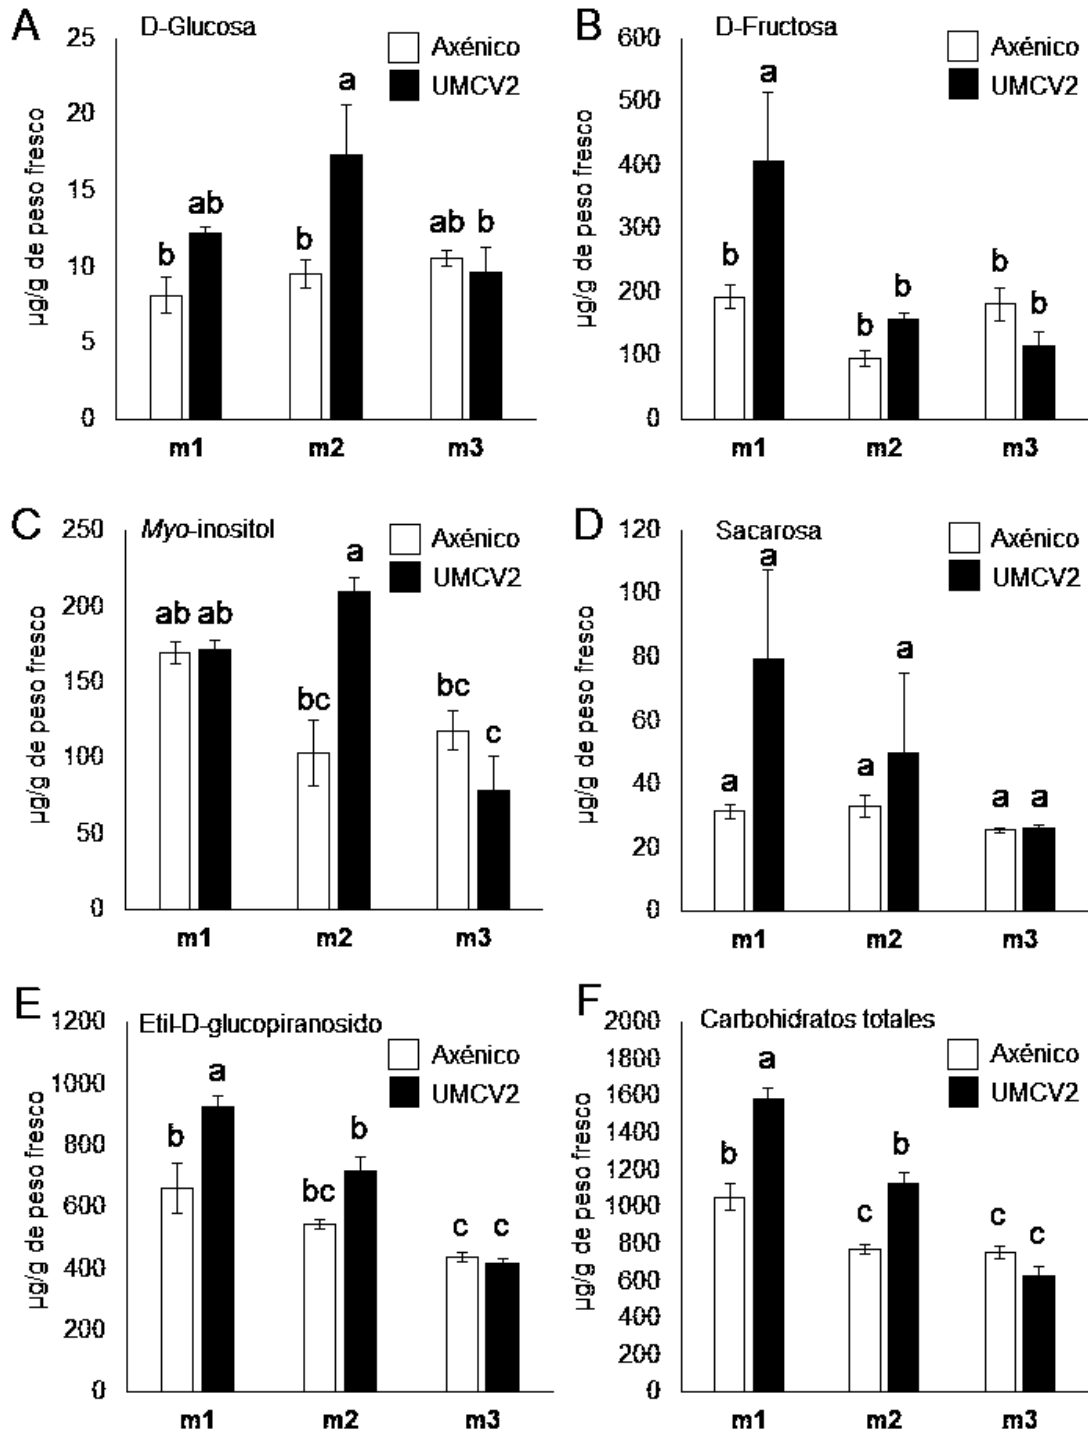 A
D-Glucosa
Axénico
UMCV2
µg/g de peso fresco
25
20
15
10
5
0
b
ab
b
a
ab
b
m1
m2
m3
B
D-Fructosa
Axénico
UMCV2
µg/g de peso fresco
600
500
400
300
200
100
0
b
a
b
b
b
b
m1
m2
m3
C
Myo-inositol
Axénico
UMCV2
µg/g de peso fresco
250
200
150
100
50
0
ab
ab
bc
a
bc
c
m1
m2
m3
D
Sacarosa
Axénico
UMCV2
µg/g de peso fresco
120
100
80
60
40
20
0
a
a
a
a
a
a
m1
m2
m3
E
Etil-D-glucopiranosido
Axénico
UMCV2
µg/g de peso fresco
1200
1000
800
600
400
200
0
b
a
bc
b
c
c
m1
m2
m3
F
Carbohidratos totales
Axénico
UMCV2
µg/g de peso fresco
2000
1800
1600
1400
1200
1000
800
600
400
200
0
b
a
c
b
c
c
m1
m2
m3